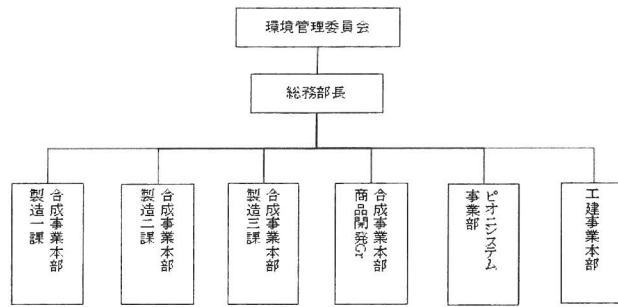 環境管理委員会
総務部長
合成事業本部
製造一課
合成事業本部
製造二課
合成事業本部
製造三課
合成事業本部
商品開発Gr
ピオニシステム
事業部
工建事業本部